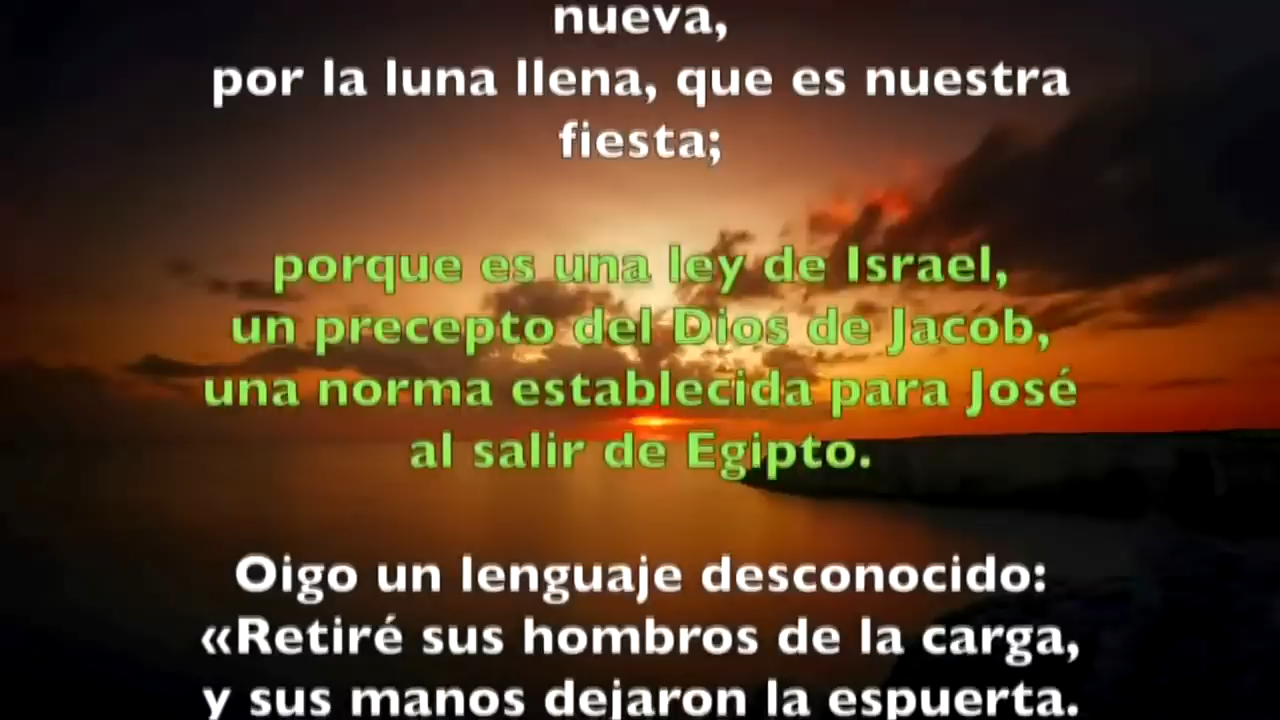 nueva,
por la luna llena, que es nuestra
fiesta;
porque es una ley de Israel,
un precepto del Dios de Jacob,
una norma establecida para José
al salir de Egipto.
Oigo un lenguaje desconocido:
«Retiré sus hombros de la carga,
y sus manos dejaron la espuerta.